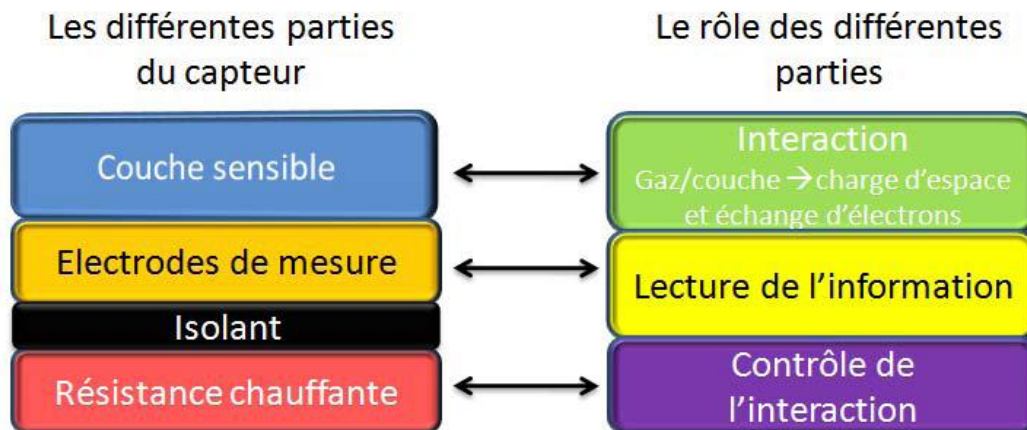 Les différentes parties
du capteur
Couche sensible
Electrodes de mesure
Isolant
Résistance chauffante
Le rôle des différentes
parties
Interaction
Gaz/couche → charge d’espace
et échange d’électrons
Lecture de l’information
Contrôle de
l’interaction